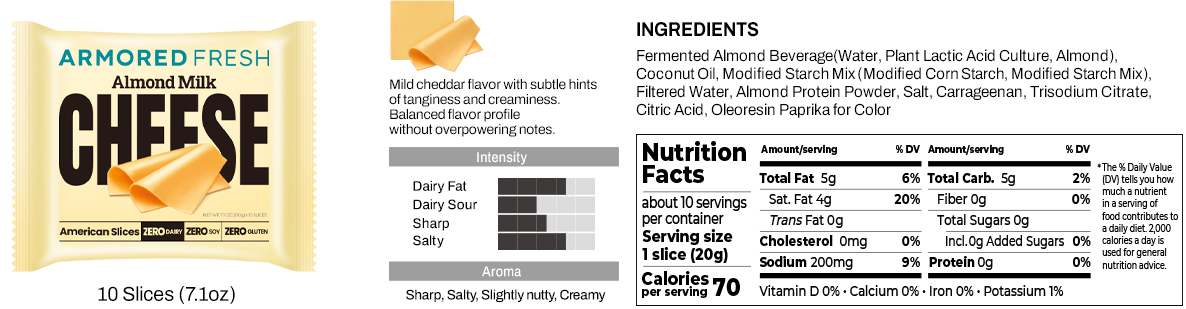 ARMORED FRESH
Almond Milk
CHEESE
NET WT 7.1 OZ (200g) • 10 SLICES
American Slices ZERO DAIRY ZERO SOY ZERO GLUTEN
10 Slices (7.1oz)
Mild cheddar flavor with subtle hints
of tanginess and creaminess.
Balanced flavor profile
without overpowering notes.
Intensity
Dairy Fat
Dairy Sour
Sharp
Salty
Aroma
Sharp, Salty, Slightly nutty, Creamy
INGREDIENTS
Fermented Almond Beverage(Water, Plant Lactic Acid Culture, Almond),
Coconut Oil, Modified Starch Mix (Modified Corn Starch, Modified Starch Mix),
Filtered Water, Almond Protein Powder, Salt, Carrageenan, Trisodium Citrate,
Citric Acid, Oleoresin Paprika for Color
Nutrition
Facts
about 10 servings
per container
Serving size
1 slice (20g)
Calories
per serving 70
Amount/serving % DV
Total Fat 5g 6%
Sat. Fat 4g 20%
Trans Fat 0g
Cholesterol 0mg 0%
Sodium 200mg 9%
Amount/serving % DV
Total Carb. 5g 2%
Fiber 0g 0%
Total Sugars 0g
Incl.0g Added Sugars 0%
Protein 0g 0%
Vitamin D 0% • Calcium 0% • Iron 0% • Potassium 1%
*The % Daily Value
(DV) tells you how
much a nutrient
in a serving of
food contributes to
a daily diet. 2,000
calories a day is
used for general
nutrition advice.